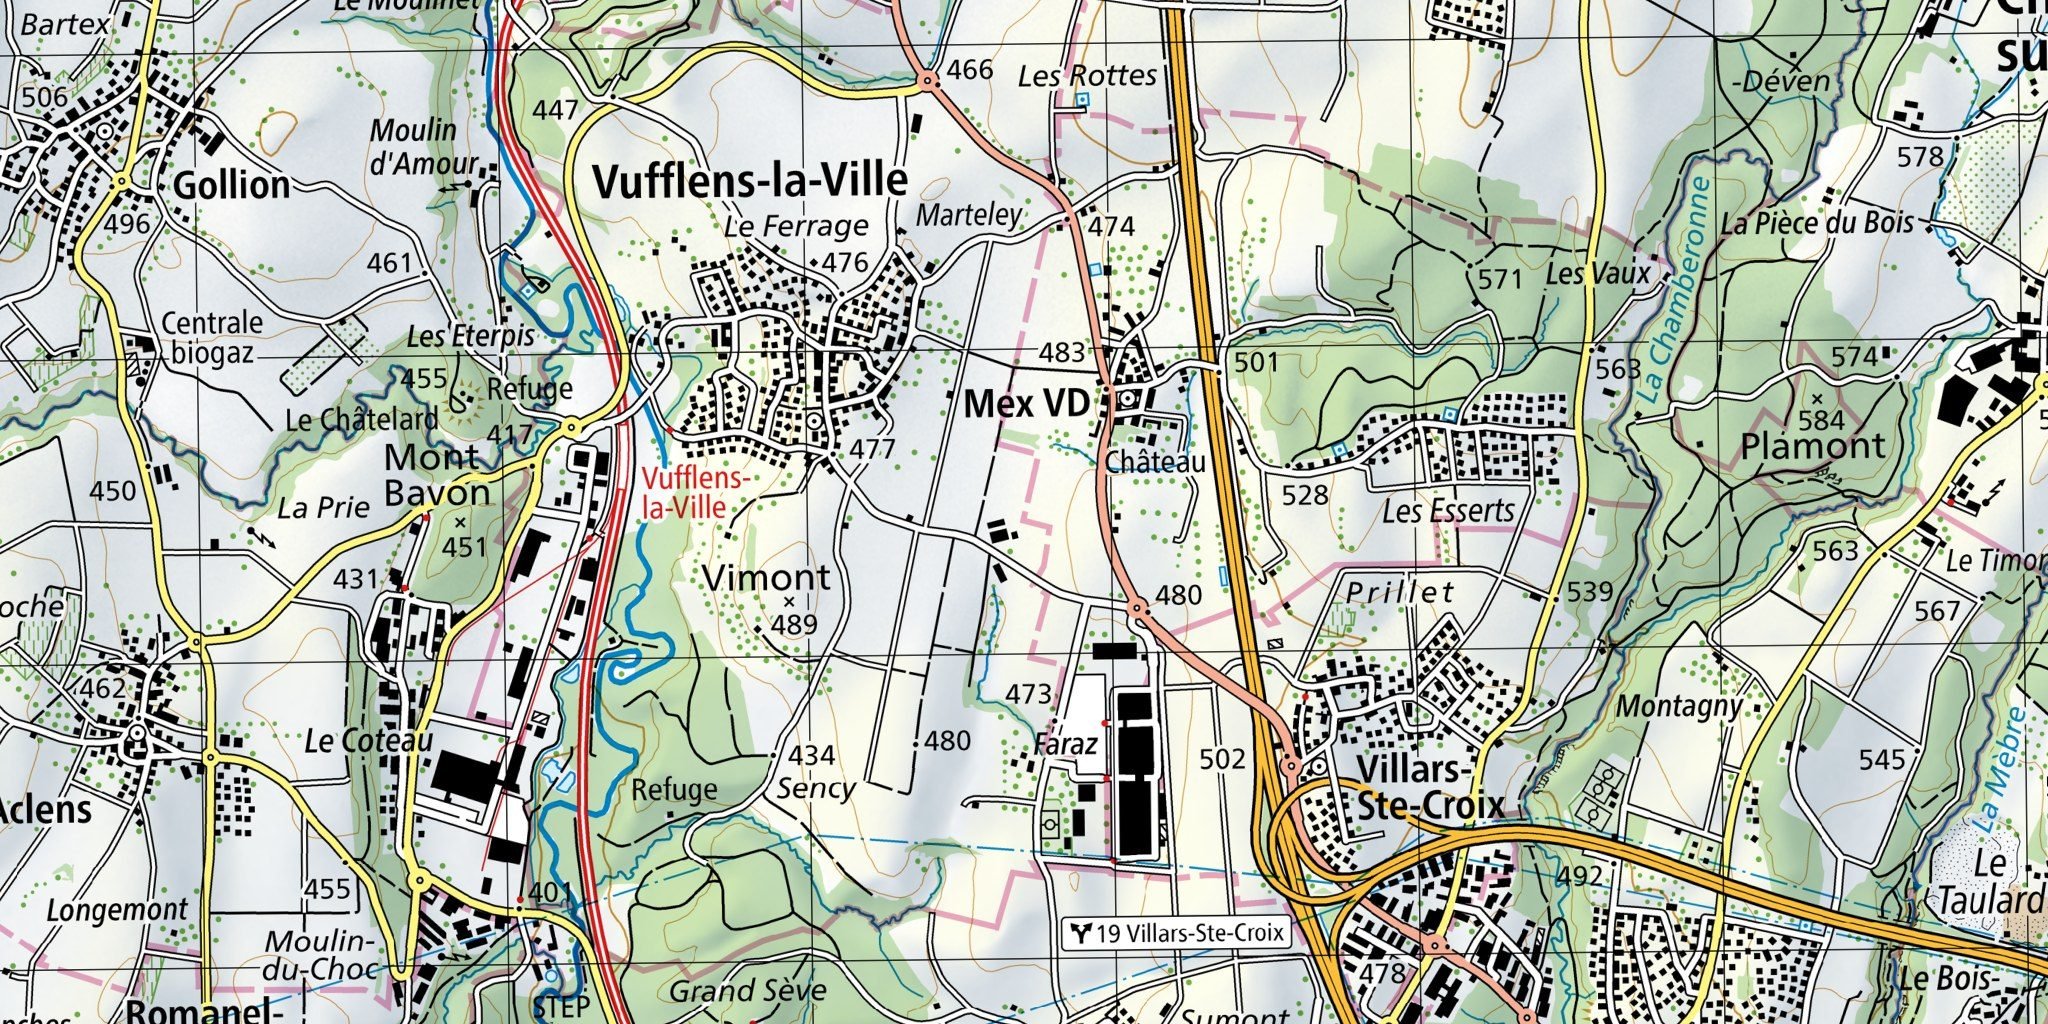 Le Moulinet
Bartex
506
447
466
Les Rottes
-Déven
578
Moulin
d'Amour
Gollion
Vufflens-la-Ville
Le Ferrage
Marteley
474
496
461
476
571
Les Vaux
La Chamberonne
La Pièce du Bois
Centrale
biogaz
Les Eterpis
455
Refuge
Le Châtelard
417
Mont
Bavon
483
Mex VD
501
563
574
584
Plamont
450
La Prie
451
477
Vufflens-
la-Ville
Château
528
Les Esserts
563
Le Timon
431
Vimont
489
480
Prillet
539
567
462
473
Faraz
Montagny
Le Coteau
434
Sency
480
502
Villars-
Ste-Croix
545
La Mèbre
Aclens
Refuge
455
401
492
Le
Taulard
Longemont
Moulin-
du-Choc
19 Villars-Ste-Croix
478
Grand Sève
STEP
Le Bois-
Romanel-
Sumont